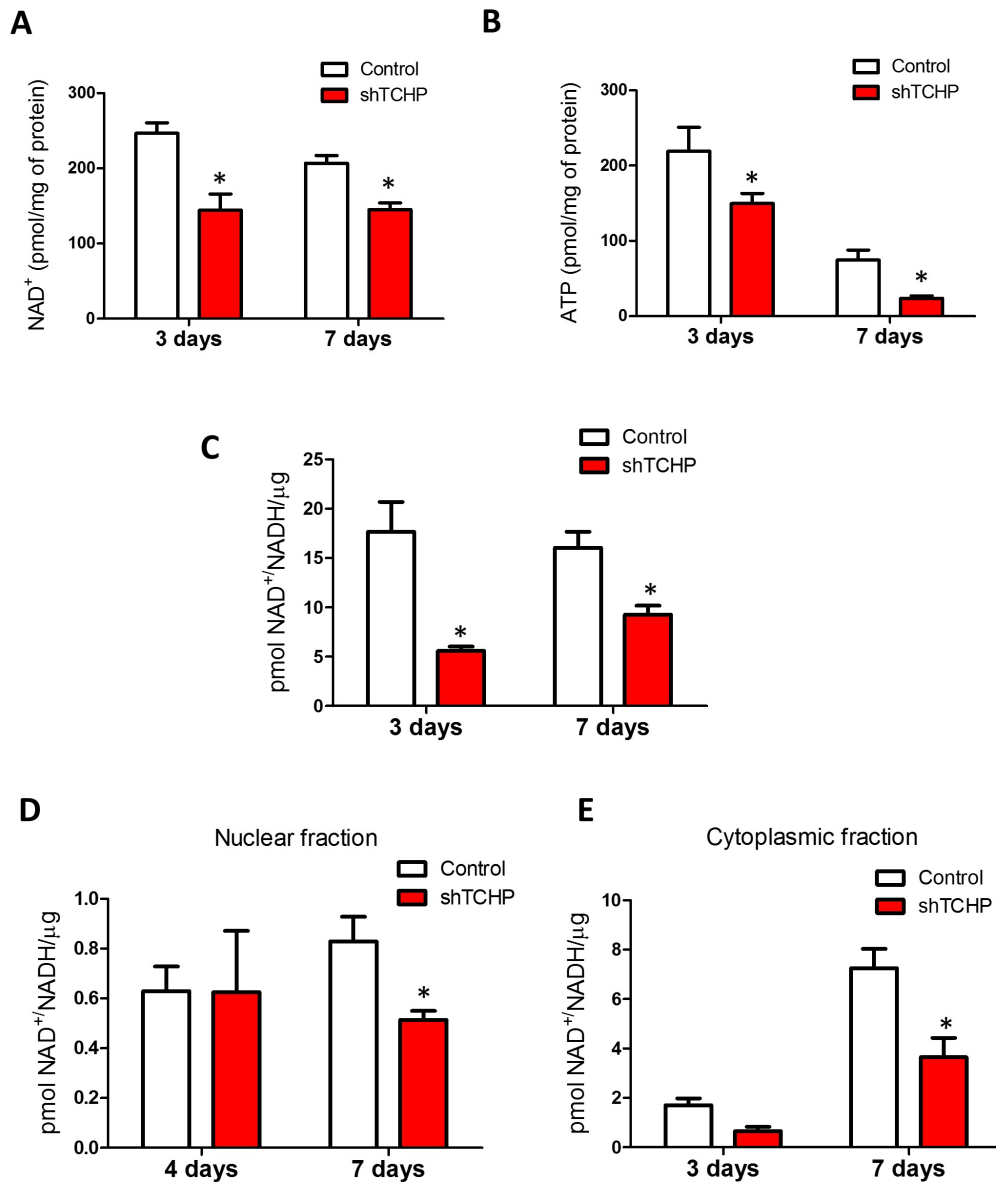 A
Control
shTCHP
NAD⁺ (pmol/mg of protein)
300
200
100
0
*
*
3 days
7 days
B
Control
shTCHP
ATP (pmol/mg of protein)
300
200
100
0
*
*
3 days
7 days
C
Control
shTCHP
pmol NAD⁺ᐟNADH/µg
25
20
15
10
5
0
*
*
3 days
7 days
D
Nuclear fraction
Control
shTCHP
pmol NAD⁺ᐟNADH/µg
1.0
0.8
0.6
0.4
0.2
0.0
*
4 days
7 days
E
Cytoplasmic fraction
Control
shTCHP
pmol NAD⁺ᐟNADH/µg
10
8
6
4
2
0
*
3 days
7 days